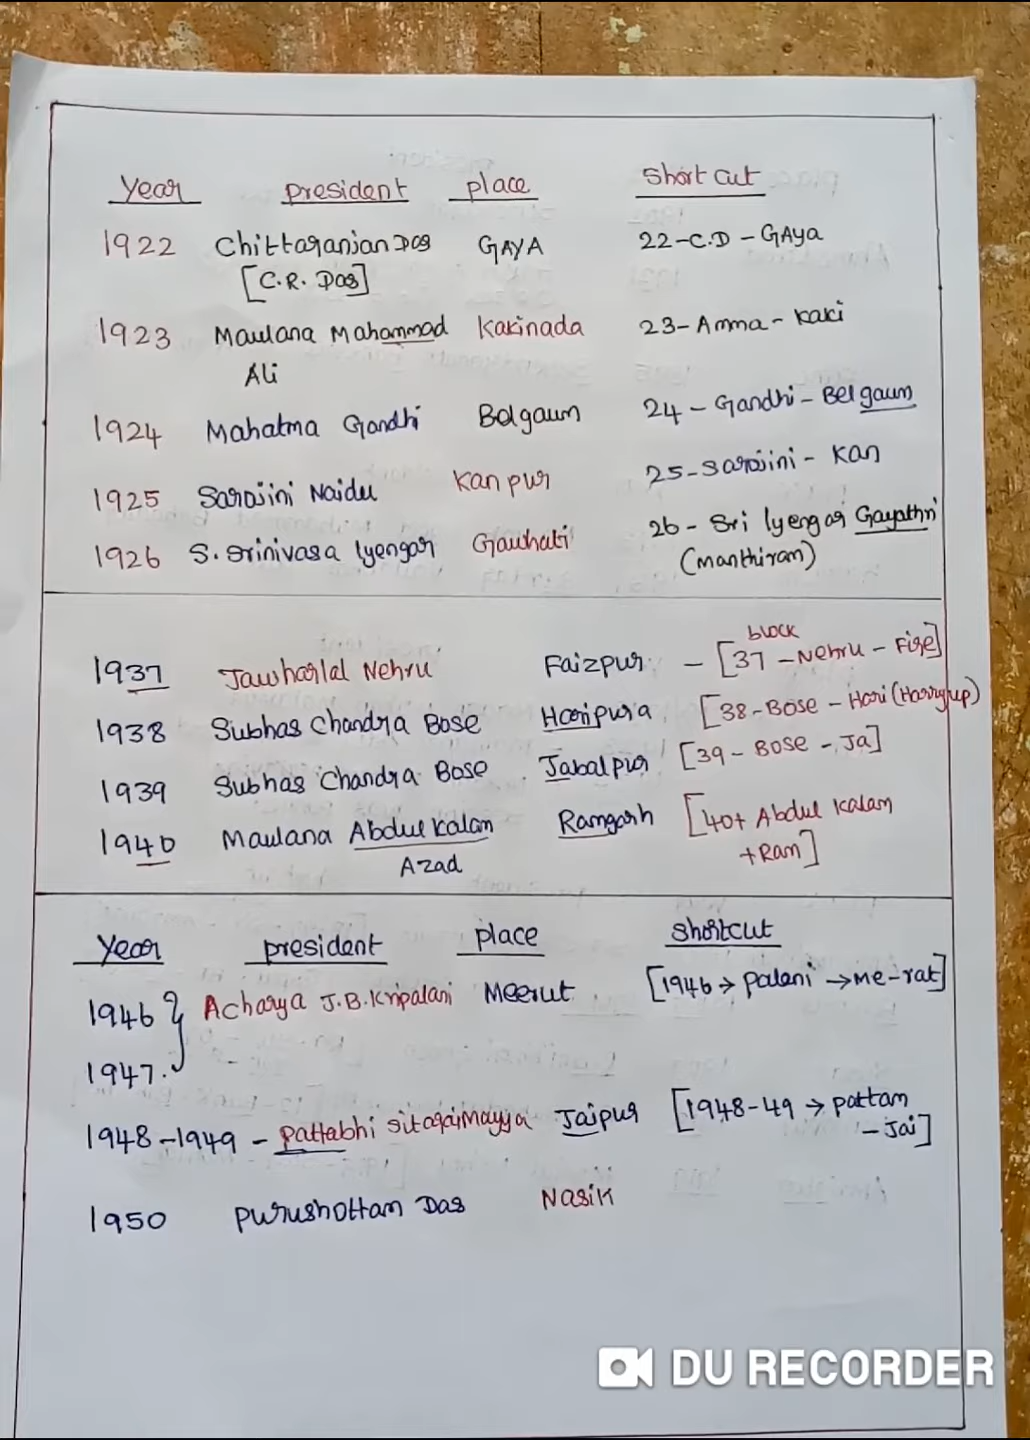 Year president place Short cut
1922 Chittaranjan Das GAYA 22-C.D - GAya
[C.R. Das]
1923 Maulana Mahammad Kakinada 23-Amma - kaki
Ali
1924 Mahatma Gandhi Belgaum 24 - Gandhi - Belgaum
1925 Sarojini Naidu Kanpur 25-Sarojini - Kan
1926 S. Srinivasa Iyengar Gauhati 26 - Sri Iyengar Gayathri
(Manthiram)
block
1937 Jawharlal Nehru Faizpur - [37 - Nehru - Fize]
1938 Subhas Chandra Bose Haripura [38-Bose - Hari (Harry up)
1939 Subhas Chandra Bose Jabalpur [39 - Bose - Ja]
1940 Maulana Abdul Kalam Ramgarh [40+ Abdul Kalam
Azad +Ram]
Year president place Shortcut
1946 } Acharya J.B. Kripalani Meerut [1946 → palani → me-rat]
1947.
1948-1949 - pattabhi sitaraimayya Jaipur [1948-49 → pattam
- Jai]
1950 Purushottam Das Nasik
DU RECORDER